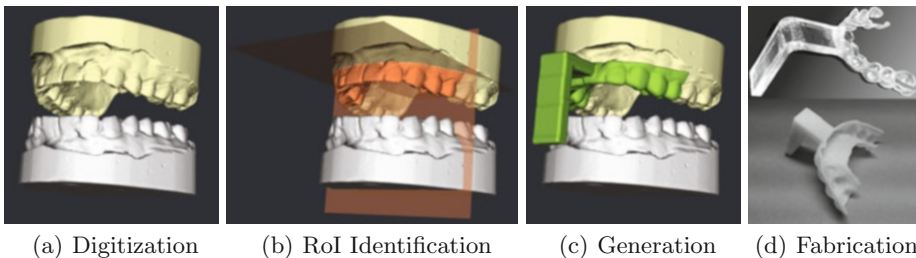 (a) Digitization
(b) RoI Identification
(c) Generation
(d) Fabrication